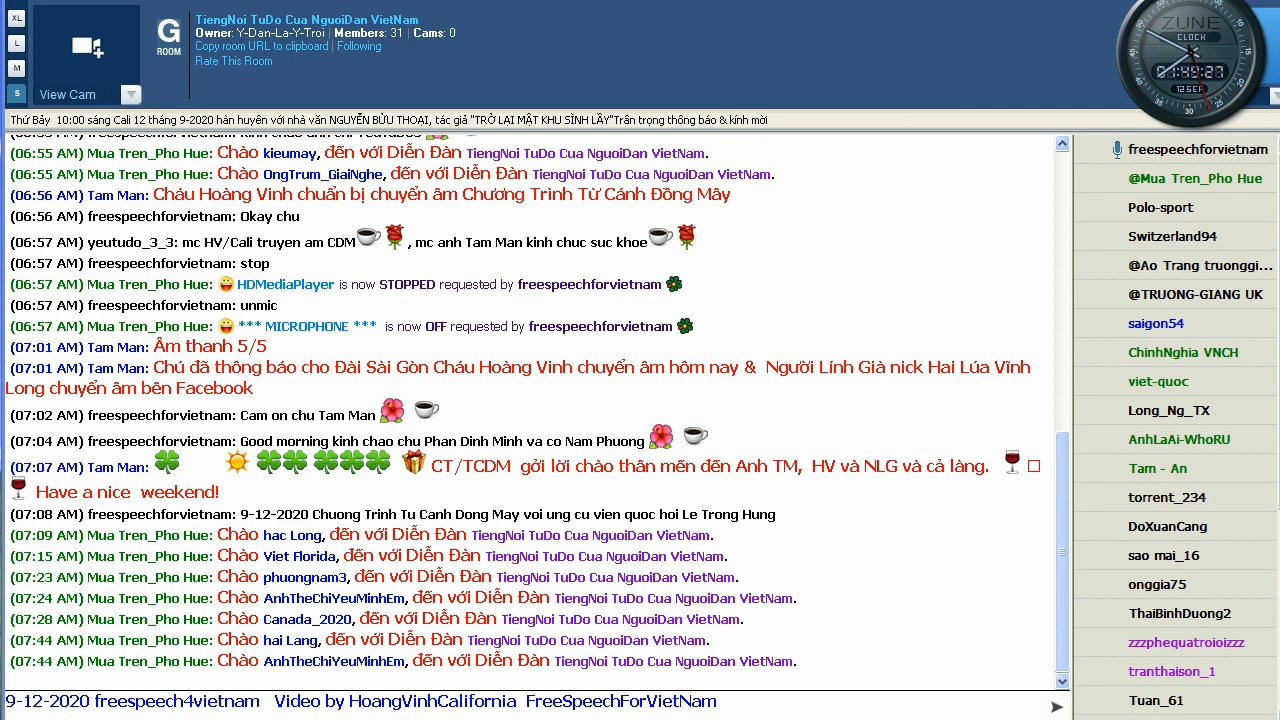 XL
L
M
S
View Cam
G
ROOM
TiengNoi TuDo Cua NguoiDan VietNam
Owner: Y-Dan-La-Y-Troi | Members: 31 | Cams: 0
Copy room URL to clipboard | Following
Rate This Room
ZUNE
CLOCK
12 SEP
Thứ Bảy 10:00 sáng Cali 12 tháng 9-2020 hàn huyên với nhà văn NGUYỄN BỬU THOẠI, tác giả "TRỞ LẠI MẬT KHU SÌNH LẦY"Trân trọng thông báo & kính mời
(06:55 AM) Mua Tren_Pho Hue: Chào kieumay, đến với Diễn Đàn TiengNoi TuDo Cua NguoiDan VietNam.
(06:55 AM) Mua Tren_Pho Hue: Chào OngTrum_GiaiNghe, đến với Diễn Đàn TiengNoi TuDo Cua NguoiDan VietNam.
(06:56 AM) Tam Man: Cháu Hoàng Vinh chuẩn bị chuyển âm Chương Trình Từ Cánh Đồng Mây
(06:56 AM) freespeechforvietnam: Okay chu
(06:57 AM) yeutudo_3_3: mc HV/Cali truyen am CDM , mc anh Tam Man kinh chuc suc khoe
(06:57 AM) freespeechforvietnam: stop
(06:57 AM) Mua Tren_Pho Hue: HDMediaPlayer is now STOPPED requested by freespeechforvietnam
(06:57 AM) freespeechforvietnam: unmic
(06:57 AM) Mua Tren_Pho Hue: *** MICROPHONE *** is now OFF requested by freespeechforvietnam
(07:01 AM) Tam Man: Âm thanh 5/5
(07:01 AM) Tam Man: Chú đã thông báo cho Đài Sài Gòn Cháu Hoàng Vinh chuyển âm hôm nay & Người Lính Già nick Hai Lúa Vĩnh
Long chuyển âm bên Facebook
(07:02 AM) freespeechforvietnam: Cam on chu Tam Man
(07:04 AM) freespeechforvietnam: Good morning kinh chao chu Phan Dinh Minh va co Nam Phuong
(07:07 AM) Tam Man: CT/TCDM gởi lời chào thân mến đến Anh TM, HV và NLG và cả làng.
Have a nice weekend!
(07:08 AM) freespeechforvietnam: 9-12-2020 Chuong Trinh Tu Canh Dong May voi ung cu vien quoc hoi Le Trong Hung
(07:09 AM) Mua Tren_Pho Hue: Chào hac Long, đến với Diễn Đàn TiengNoi TuDo Cua NguoiDan VietNam.
(07:15 AM) Mua Tren_Pho Hue: Chào Viet Florida, đến với Diễn Đàn TiengNoi TuDo Cua NguoiDan VietNam.
(07:23 AM) Mua Tren_Pho Hue: Chào phuongnam3, đến với Diễn Đàn TiengNoi TuDo Cua NguoiDan VietNam.
(07:24 AM) Mua Tren_Pho Hue: Chào AnhTheChiYeuMinhEm, đến với Diễn Đàn TiengNoi TuDo Cua NguoiDan VietNam.
(07:28 AM) Mua Tren_Pho Hue: Chào Canada_2020, đến với Diễn Đàn TiengNoi TuDo Cua NguoiDan VietNam.
(07:44 AM) Mua Tren_Pho Hue: Chào hai Lang, đến với Diễn Đàn TiengNoi TuDo Cua NguoiDan VietNam.
(07:44 AM) Mua Tren_Pho Hue: Chào AnhTheChiYeuMinhEm, đến với Diễn Đàn TiengNoi TuDo Cua NguoiDan VietNam.
9-12-2020 freespeech4vietnam Video by HoangVinhCalifornia FreeSpeechForVietNam
freespeechforvietnam
@Mua Tren_Pho Hue
Polo-sport
Switzerland94
@Ao Trang truonggi...
@TRUONG-GIANG UK
saigon54
ChinhNghia VNCH
viet-quoc
Long_Ng_TX
AnhLaAi-WhoRU
Tam - An
torrent_234
DoXuanCang
sao mai_16
onggia75
ThaiBinhDuong2
zzzphequatroioizzz
tranthaison_1
Tuan_61